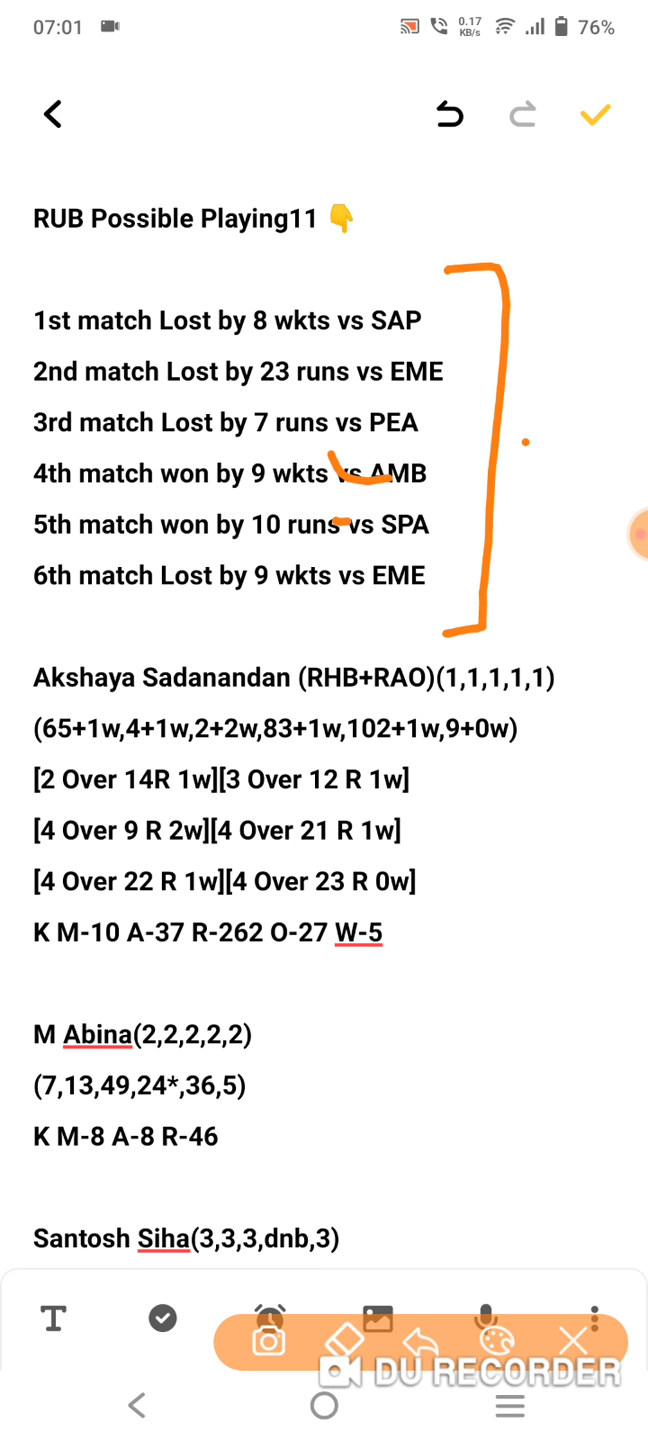 07:01
0.17
KB/s
76%
RUB Possible Playing11 👇
1st match Lost by 8 wkts vs SAP
2nd match Lost by 23 runs vs EME
3rd match Lost by 7 runs vs PEA
4th match won by 9 wkts vs AMB
5th match won by 10 runs vs SPA
6th match Lost by 9 wkts vs EME
Akshaya Sadanandan (RHB+RAO)(1,1,1,1,1)
(65+1w,4+1w,2+2w,83+1w,102+1w,9+0w)
[2 Over 14R 1w][3 Over 12 R 1w]
[4 Over 9 R 2w][4 Over 21 R 1w]
[4 Over 22 R 1w][4 Over 23 R 0w]
K M-10 A-37 R-262 O-27 W-5
M Abina(2,2,2,2,2)
(7,13,49,24*,36,5)
K M-8 A-8 R-46
Santosh Siha(3,3,3,dnb,3)
T
DU RECORDER